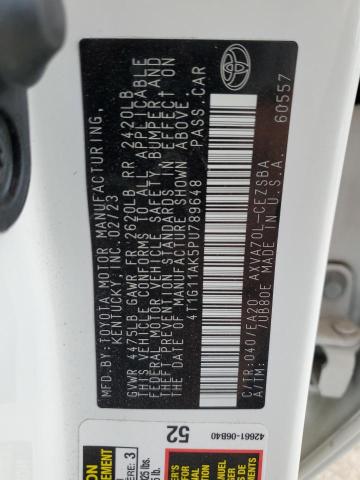 MFD.BY:TOYOTA MOTOR MANUFACTURING,
KENTUCKY,INC. 02/23
GVWR 4475LB GAWR FR 2620LB RR 2420LB
THIS VEHICLE CONFORMS TO ALL APPLICABLE
FEDERAL MOTOR VEHICLE SAFETY, BUMPER, AND
THEFT PREVENTION STANDARDS IN EFFECT ON
THE DATE OF MANUFACTURE SHOWN ABOVE.
4T1G11AK5PU789648 PASS.CAR
60557
C/TR:040/EA20 AXVA70L-CEZSBA
A/TM: /UB80E MADE IN U.S.A.
52
42661-06B40